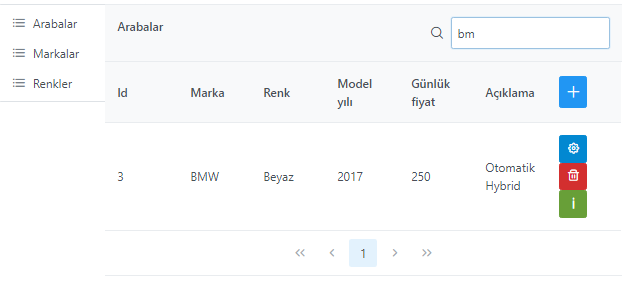 Arabalar
Markalar
Renkler
Arabalar
bm
Id Marka Renk Model yılı Günlük fiyat Açıklama
3 BMW Beyaz 2017 250 Otomatik Hybrid
1